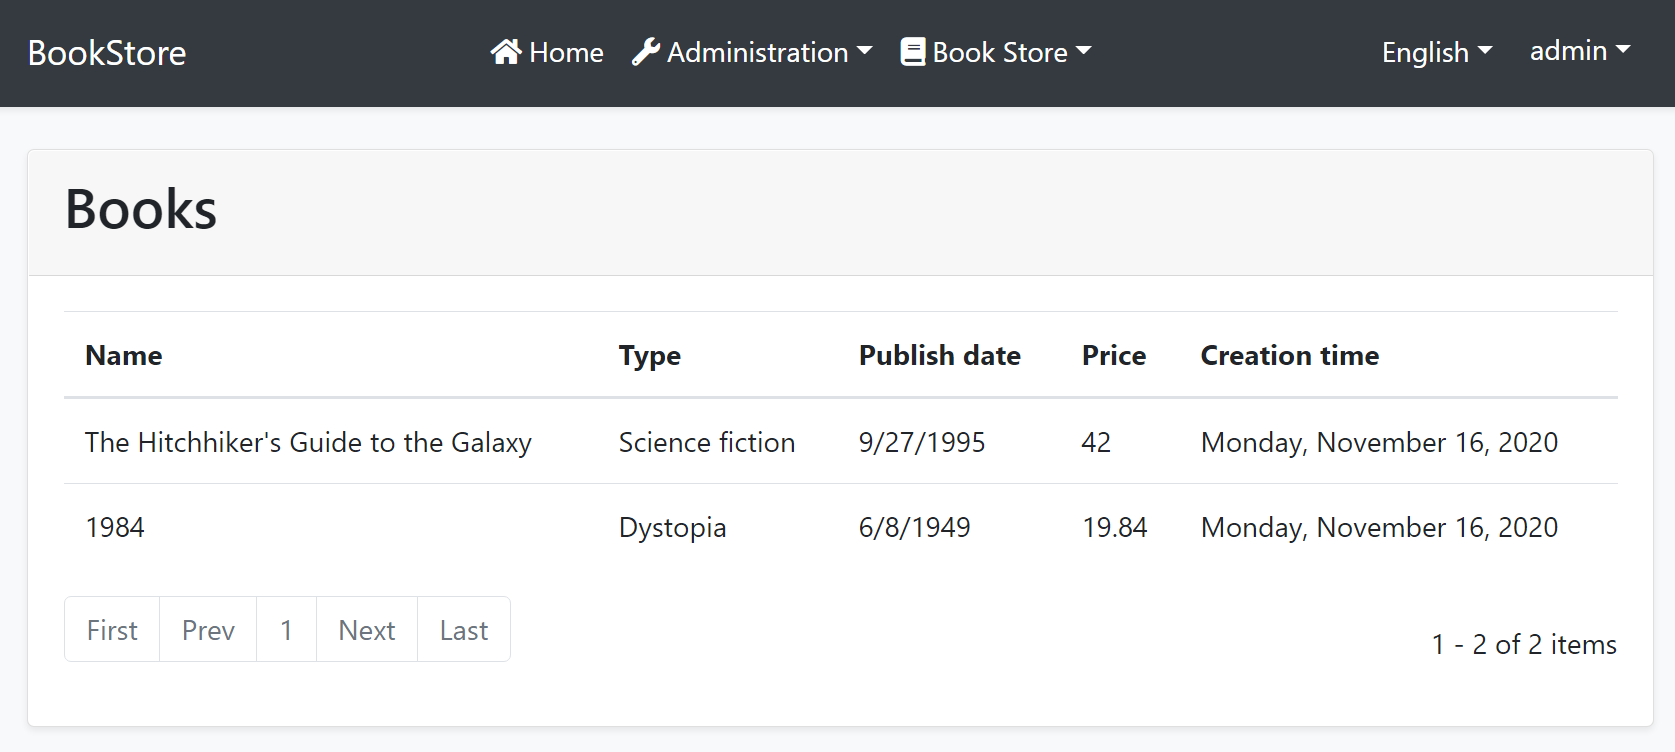 BookStore Home Administration Book Store English admin
Books
Name Type Publish date Price Creation time
The Hitchhiker's Guide to the Galaxy Science fiction 9/27/1995 42 Monday, November 16, 2020
1984 Dystopia 6/8/1949 19.84 Monday, November 16, 2020
First Prev 1 Next Last
1 - 2 of 2 items